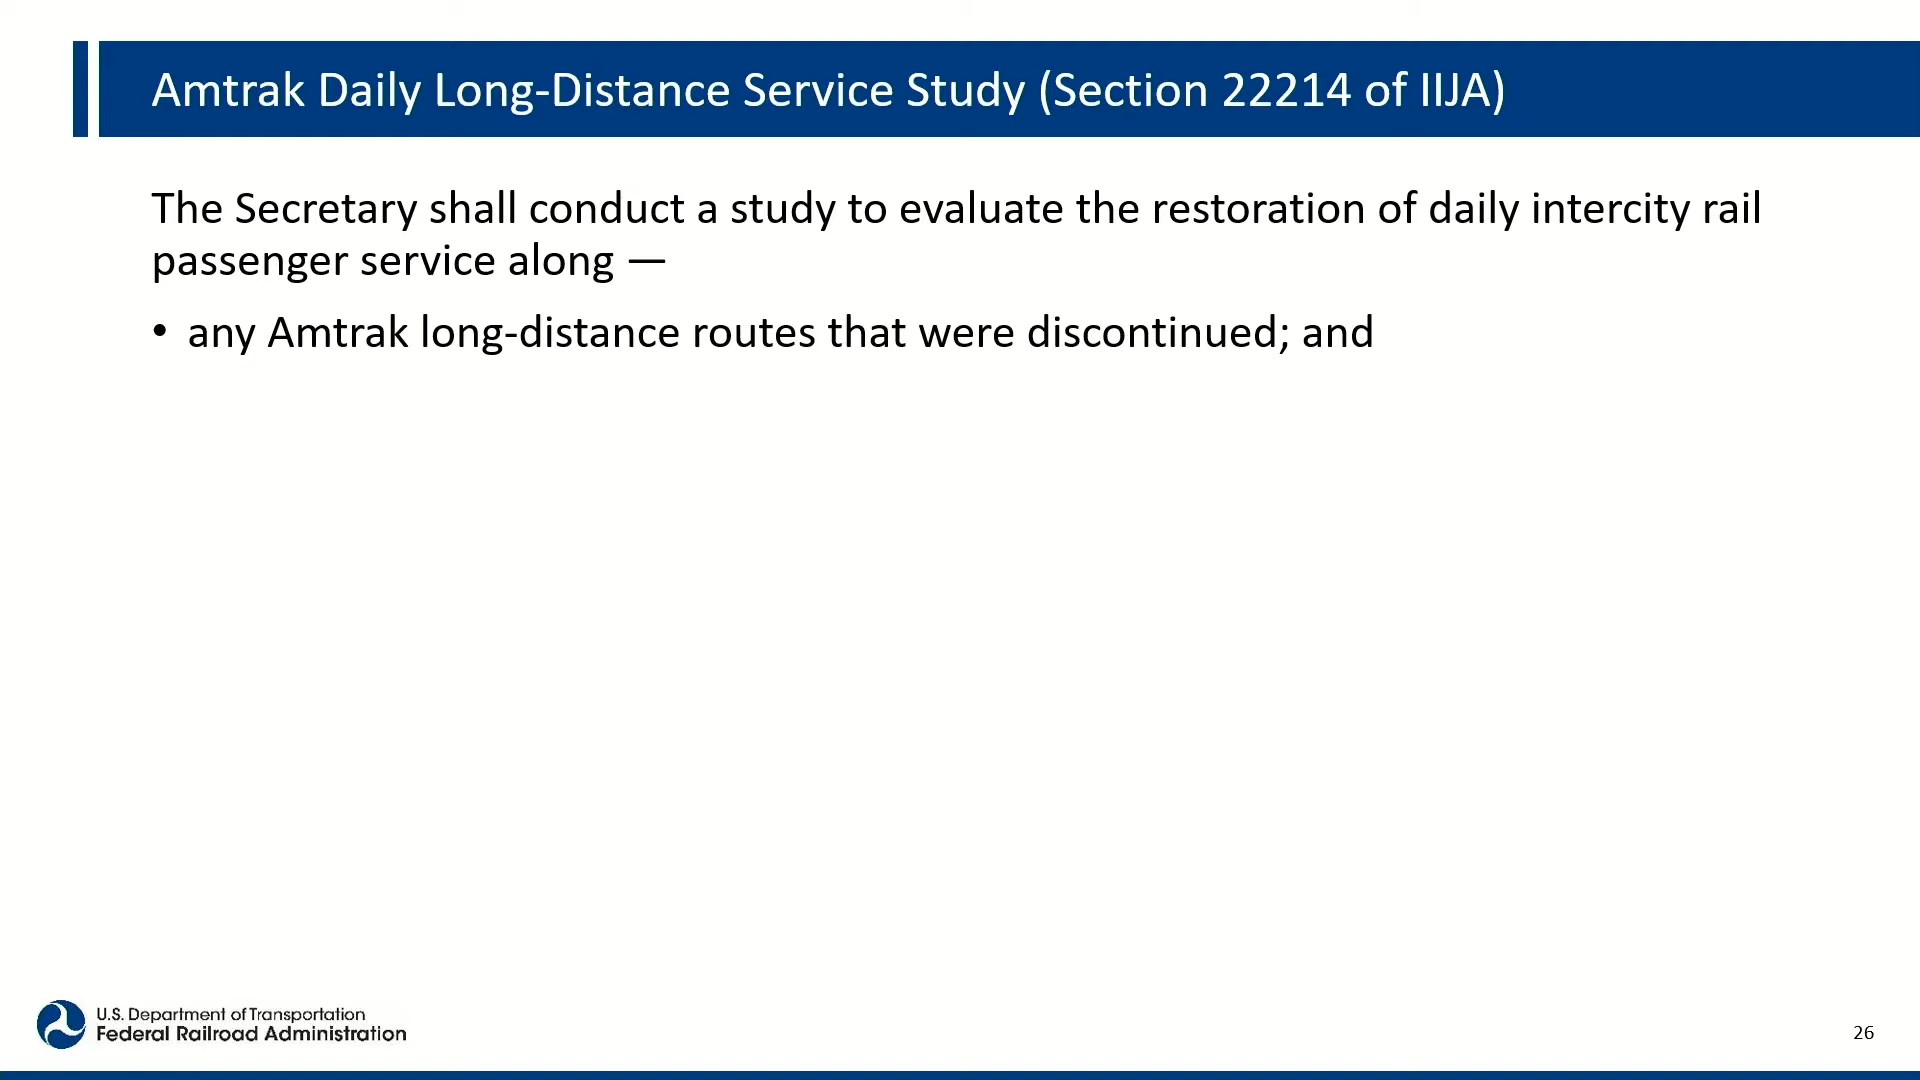 Amtrak Daily Long-Distance Service Study (Section 22214 of IIJA)
The Secretary shall conduct a study to evaluate the restoration of daily intercity rail
passenger service along —
• any Amtrak long-distance routes that were discontinued; and
U.S. Department of Transportation
Federal Railroad Administration
26